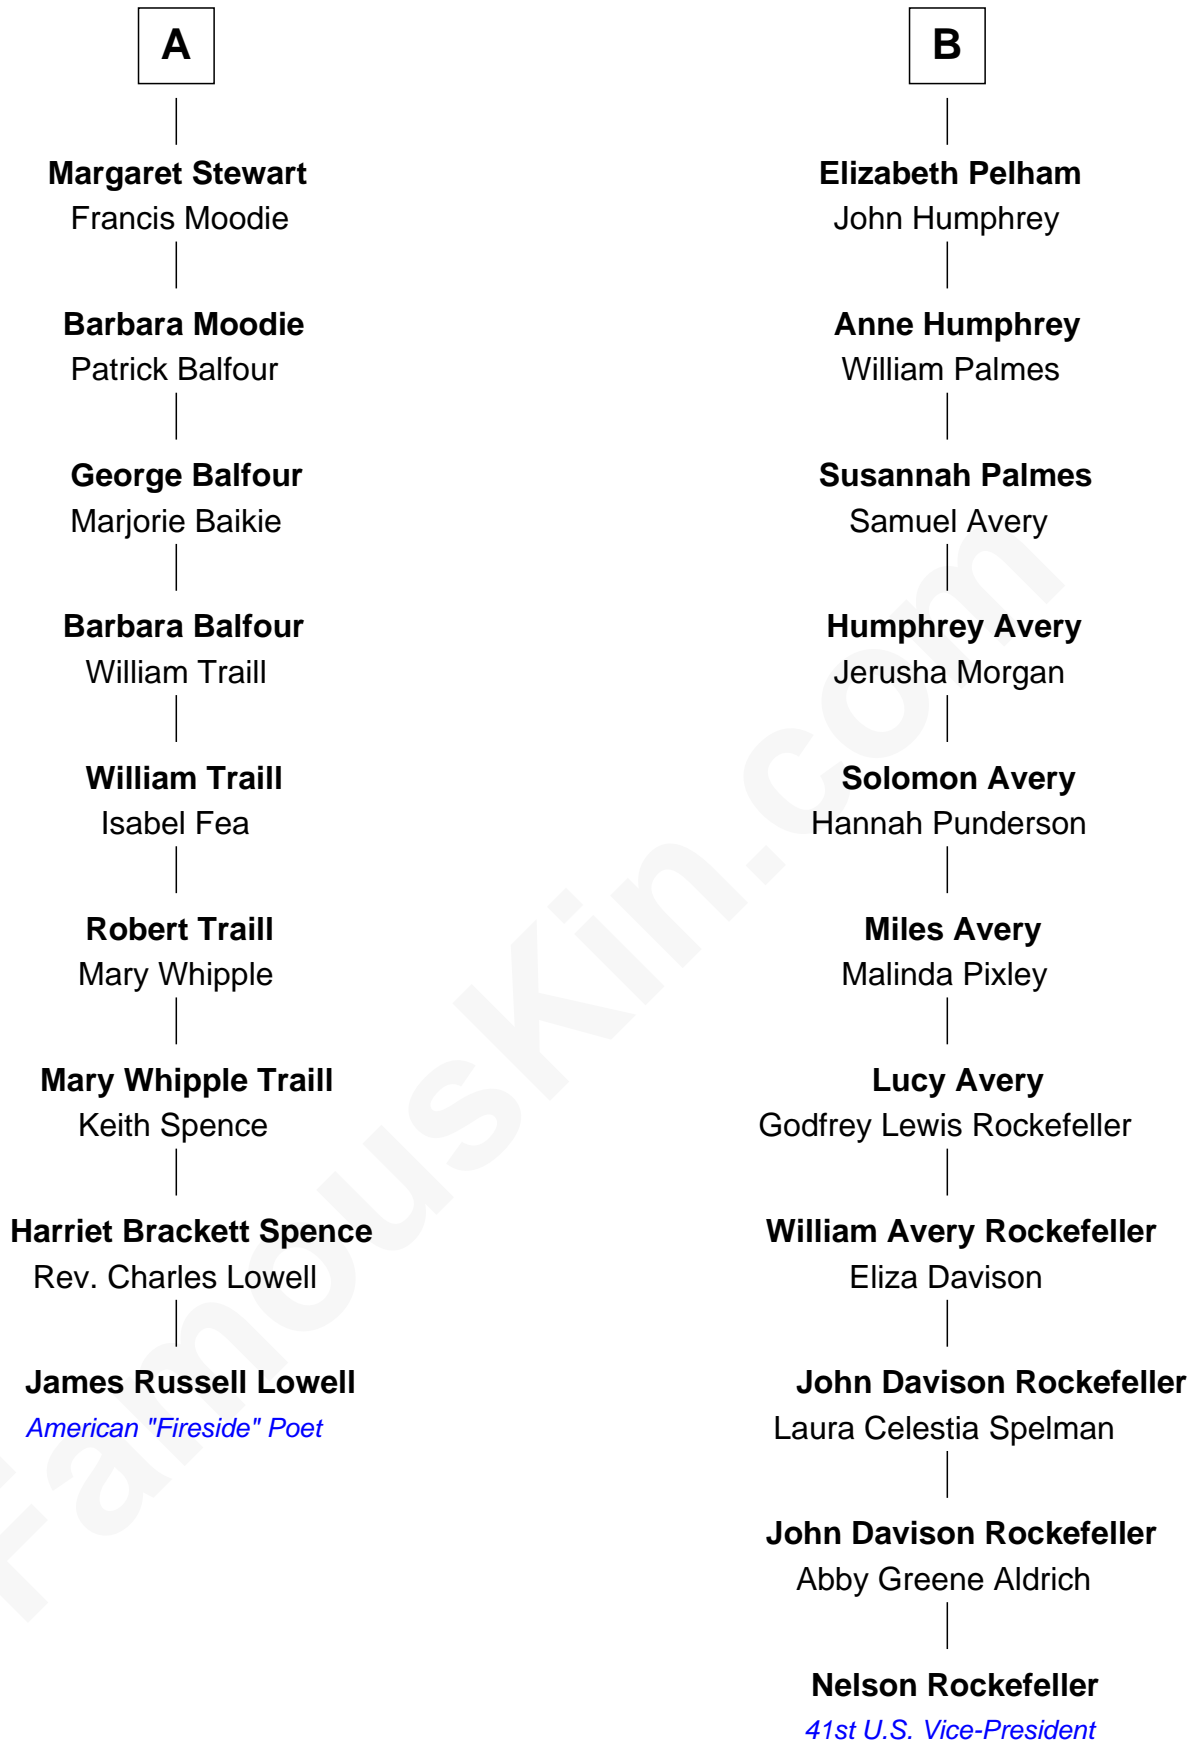 A
Margaret Stewart
Francis Moodie
Barbara Moodie
Patrick Balfour
George Balfour
Marjorie Baikie
Barbara Balfour
William Traill
William Traill
Isabel Fea
Robert Traill
Mary Whipple
Mary Whipple Traill
Keith Spence
Harriet Brackett Spence
Rev. Charles Lowell
James Russell Lowell
American "Fireside" Poet
B
Elizabeth Pelham
John Humphrey
Anne Humphrey
William Palmes
Susannah Palmes
Samuel Avery
Humphrey Avery
Jerusha Morgan
Solomon Avery
Hannah Punderson
Miles Avery
Malinda Pixley
Lucy Avery
Godfrey Lewis Rockefeller
William Avery Rockefeller
Eliza Davison
John Davison Rockefeller
Laura Celestia Spelman
John Davison Rockefeller
Abby Greene Aldrich
Nelson Rockefeller
41st U.S. Vice-President
FamousKin.com